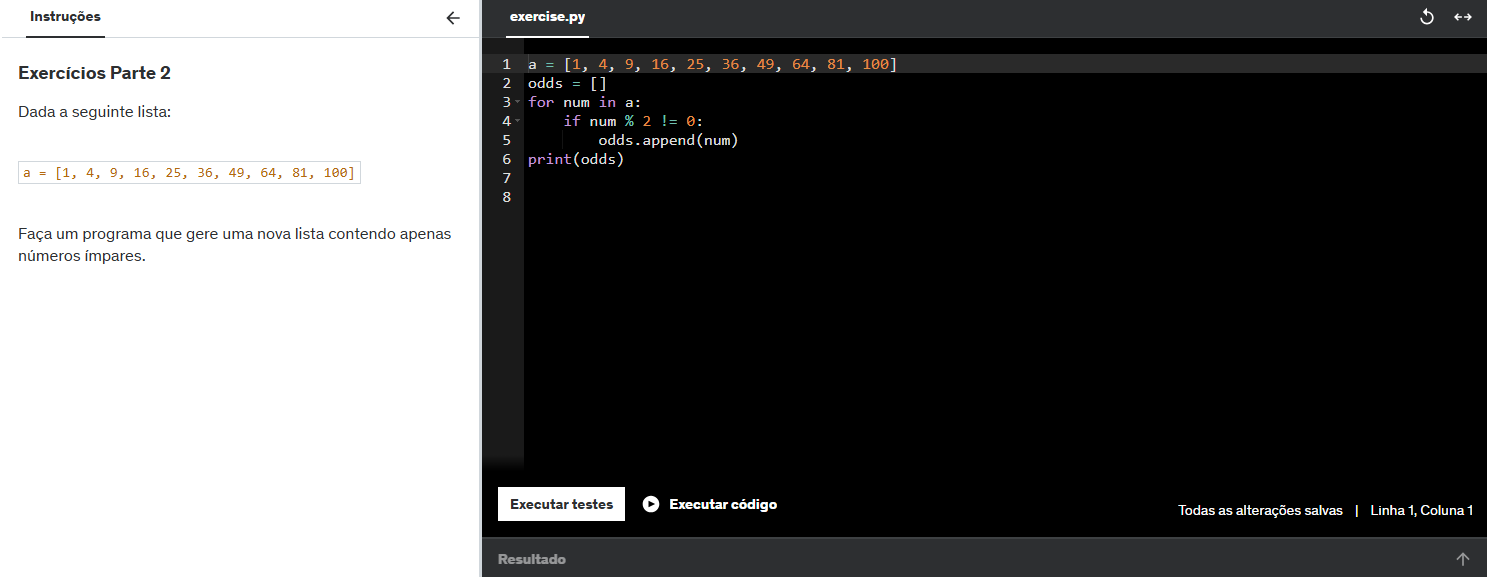 Instruções
Exercícios Parte 2
Dada a seguinte lista:
a = [1, 4, 9, 16, 25, 36, 49, 64, 81, 100]
Faça um programa que gere uma nova lista contendo apenas
números ímpares.
exercise.py
1 a = [1, 4, 9, 16, 25, 36, 49, 64, 81, 100]
2 odds = []
3 for num in a:
4     if num % 2 != 0:
5         odds.append(num)
6 print(odds)
7
8
Executar testes Executar código
Todas as alterações salvas | Linha 1, Coluna 1
Resultado